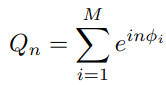 $Q_n = \sum_{i=1}^{M} e^{in\phi_i}$